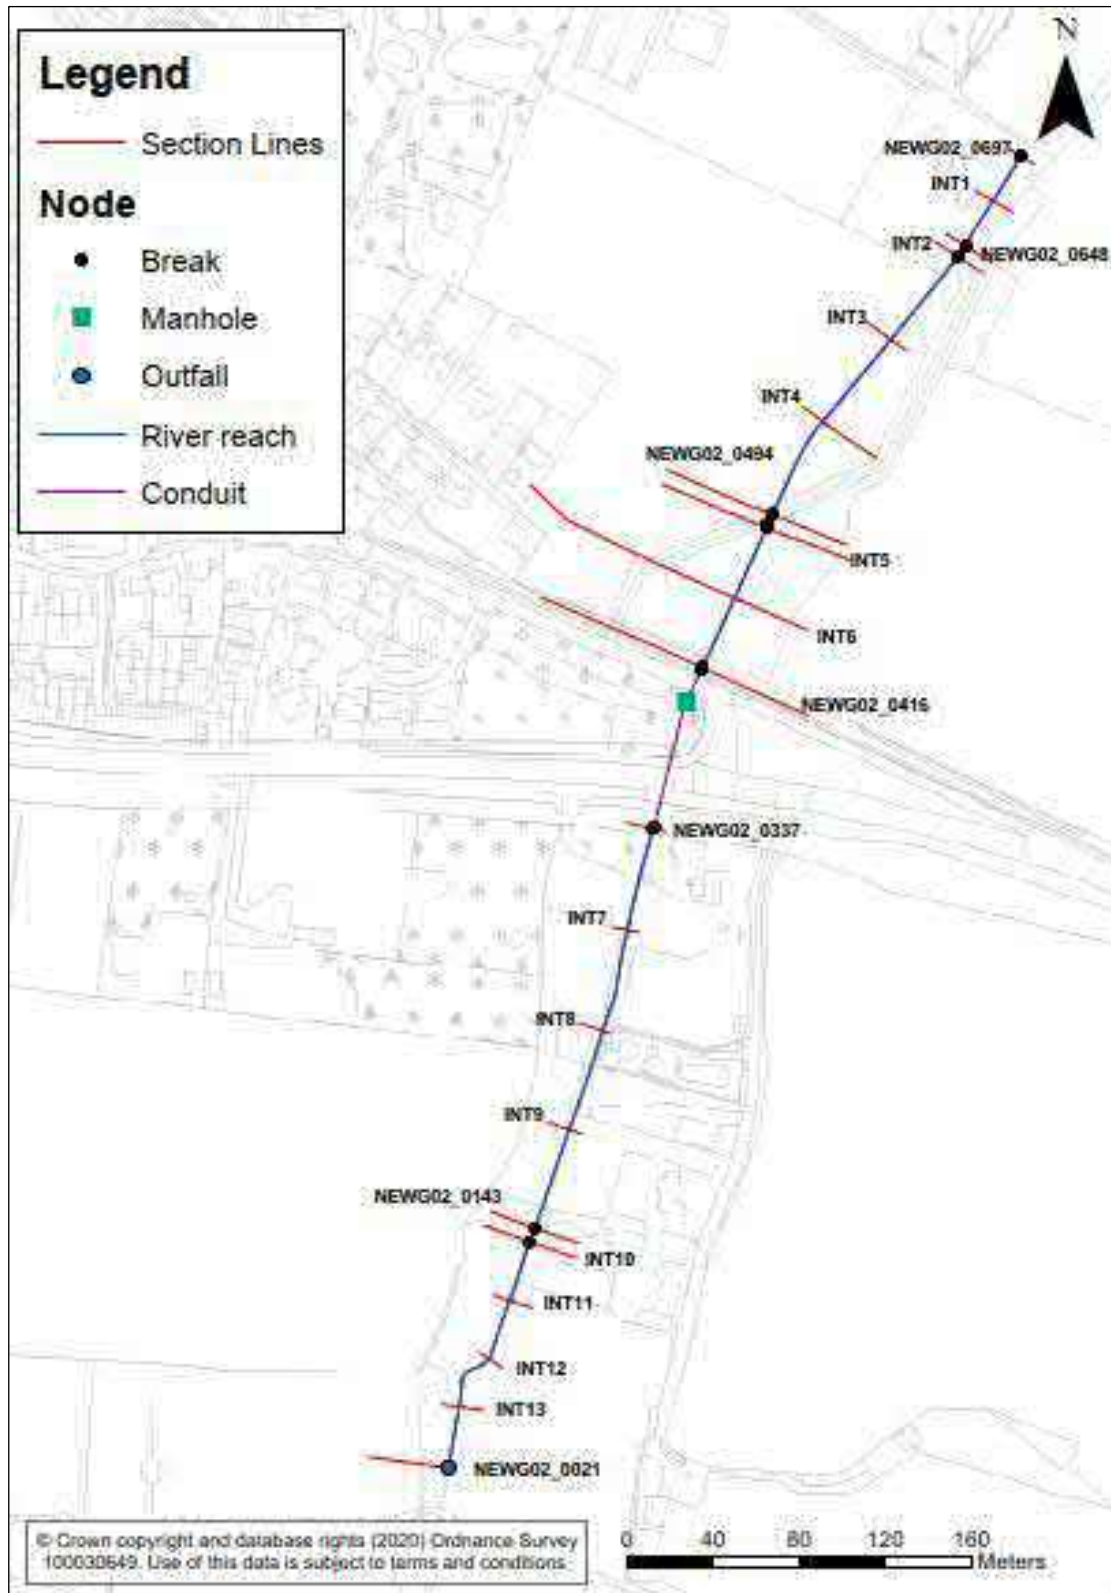 Legend
Section Lines
Node
Break
Manhole
Outfall
River reach
Conduit
N
NEWG02_0697
INT1
INT2
NEWG02_0648
INT3
INT4
NEWG02_0494
INT5
INT6
NEWG02_0416
NEWG02_0337
INT7
INT8
INT9
NEWG02_0143
INT10
INT11
INT12
INT13
NEWG02_0021
© Crown copyright and database rights (2020) Ordnance Survey
100030649. Use of this data is subject to terms and conditions.
0 40 80 120 160
Meters